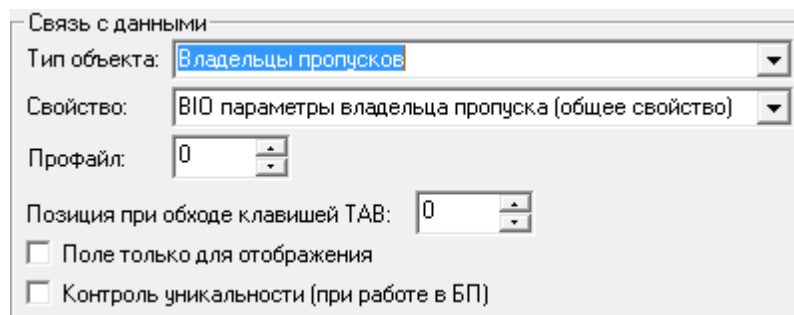 Связь с данными
Тип объекта: Владельцы пропусков
Свойство: BIO параметры владельца пропуска (общее свойство)
Профайл: 0
Позиция при обходе клавишей TAB: 0
Поле только для отображения
Контроль уникальности (при работе в БП)